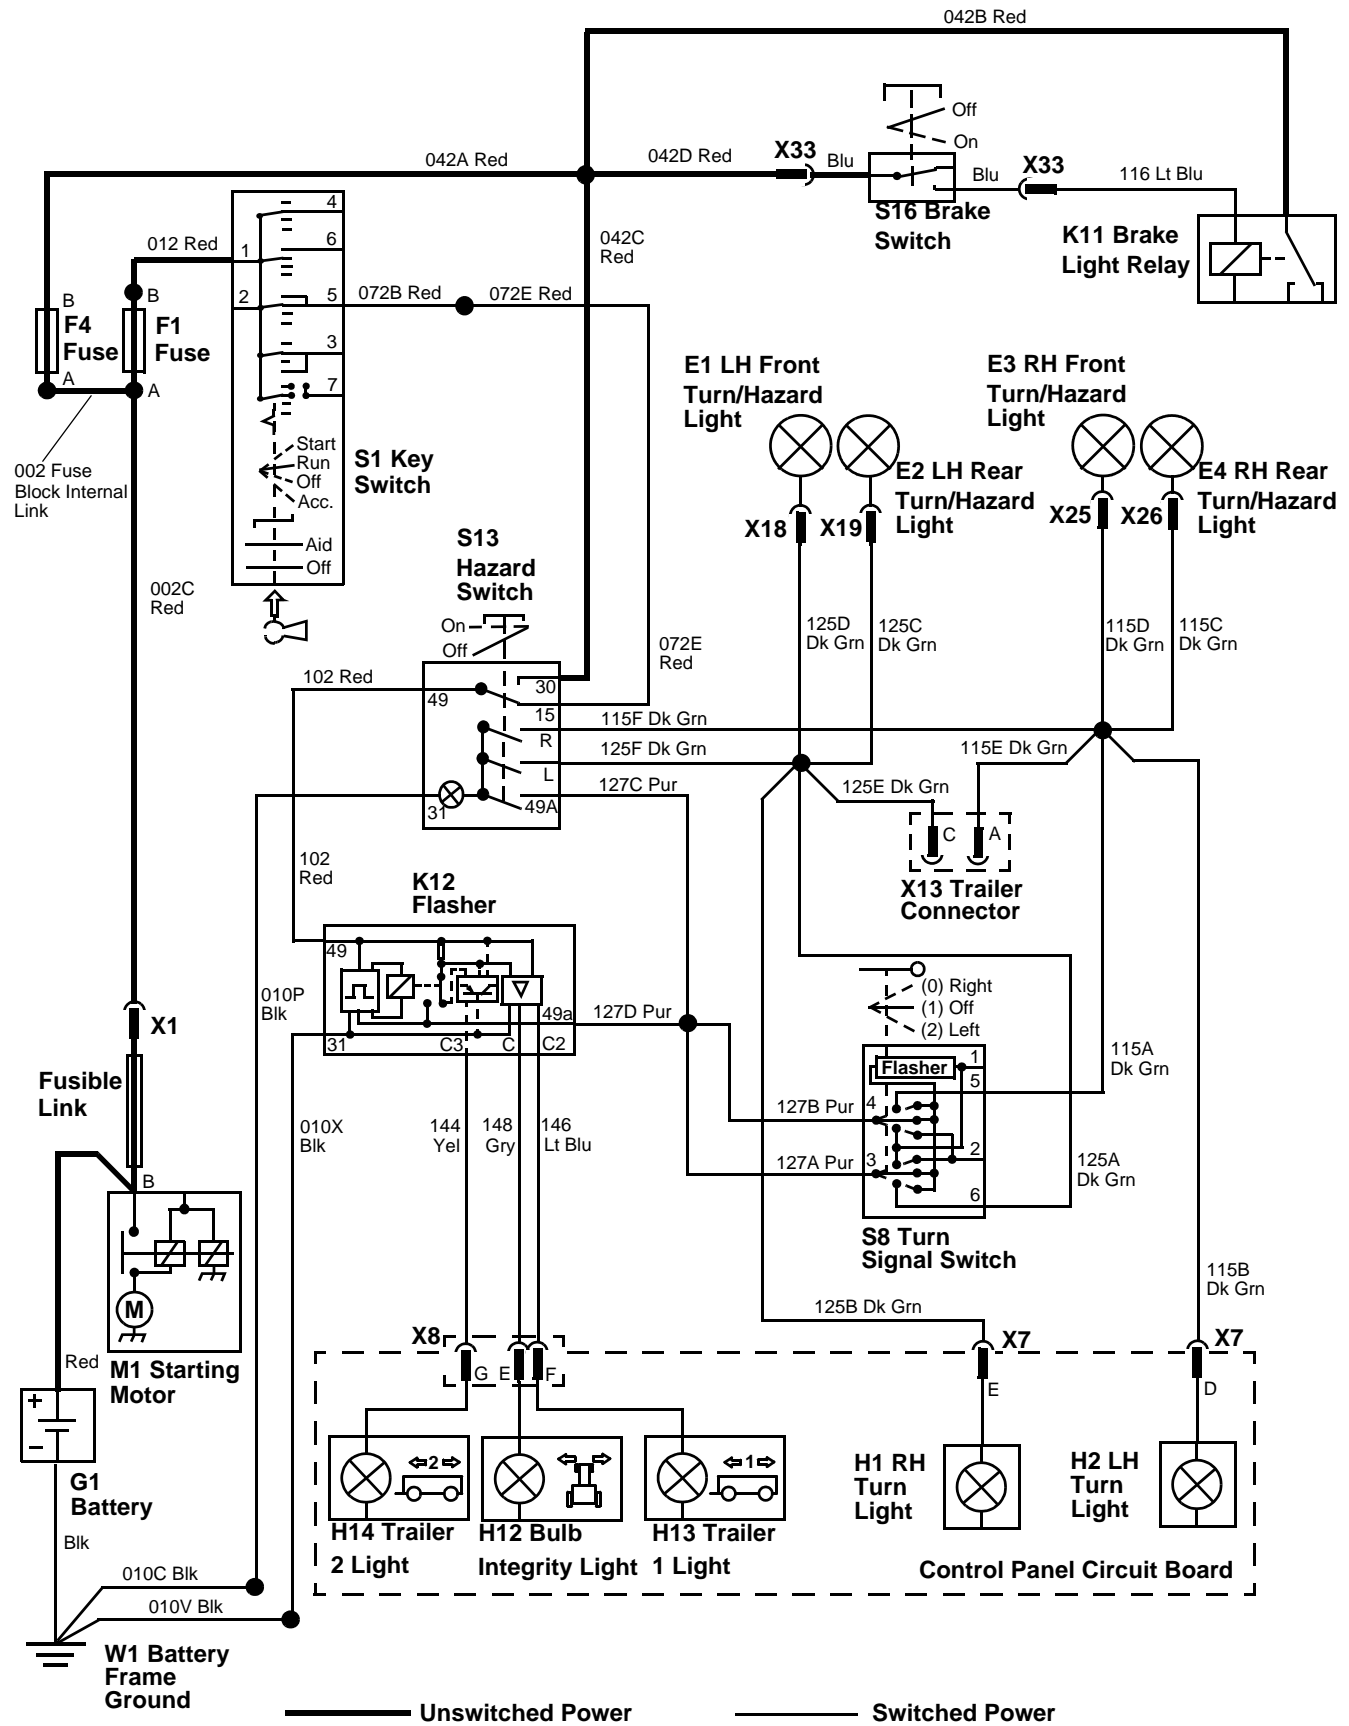 042B Red
Off
On
042A Red
042D Red
X33
Blu
Blu
X33
116 Lt Blu
S16 Brake
Switch
K11 Brake
Light Relay
042C
Red
012 Red
4
1
6
2
5
3
7
072B Red
072E Red
B
F4
Fuse
A
B
F1
Fuse
A
002 Fuse
Block Internal
Link
Start
Run
Off
Acc.
Aid
Off
S1 Key
Switch
E1 LH Front
Turn/Hazard
Light
E3 RH Front
Turn/Hazard
Light
E2 LH Rear
Turn/Hazard
Light
E4 RH Rear
Turn/Hazard
Light
X18
X19
X25
X26
002C
Red
S13
Hazard
Switch
On
Off
125D
Dk Grn
125C
Dk Grn
115D
Dk Grn
115C
Dk Grn
072E
Red
102 Red
49
30
15
R
L
49A
31
115F Dk Grn
125F Dk Grn
127C Pur
115E Dk Grn
125E Dk Grn
C
A
X13 Trailer
Connector
102
Red
K12
Flasher
49
49a
31
C3
C
C2
010P
Blk
127D Pur
(0) Right
(1) Off
(2) Left
X1
Fusible
Link
Flasher
1
5
4
3
2
6
127B Pur
127A Pur
115A
Dk Grn
125A
Dk Grn
S8 Turn
Signal Switch
010X
Blk
144
Yel
148
Gry
146
Lt Blu
B
M
M1 Starting
Motor
Red
+
−
G1
Battery
Blk
115B
Dk Grn
125B Dk Grn
X8
G
E
F
X7
E
X7
D
2
1
H14 Trailer
2 Light
H12 Bulb
Integrity Light
H13 Trailer
1 Light
H1 RH
Turn
Light
H2 LH
Turn
Light
Control Panel Circuit Board
010C Blk
010V Blk
W1 Battery
Frame
Ground
Unswitched Power
Switched Power